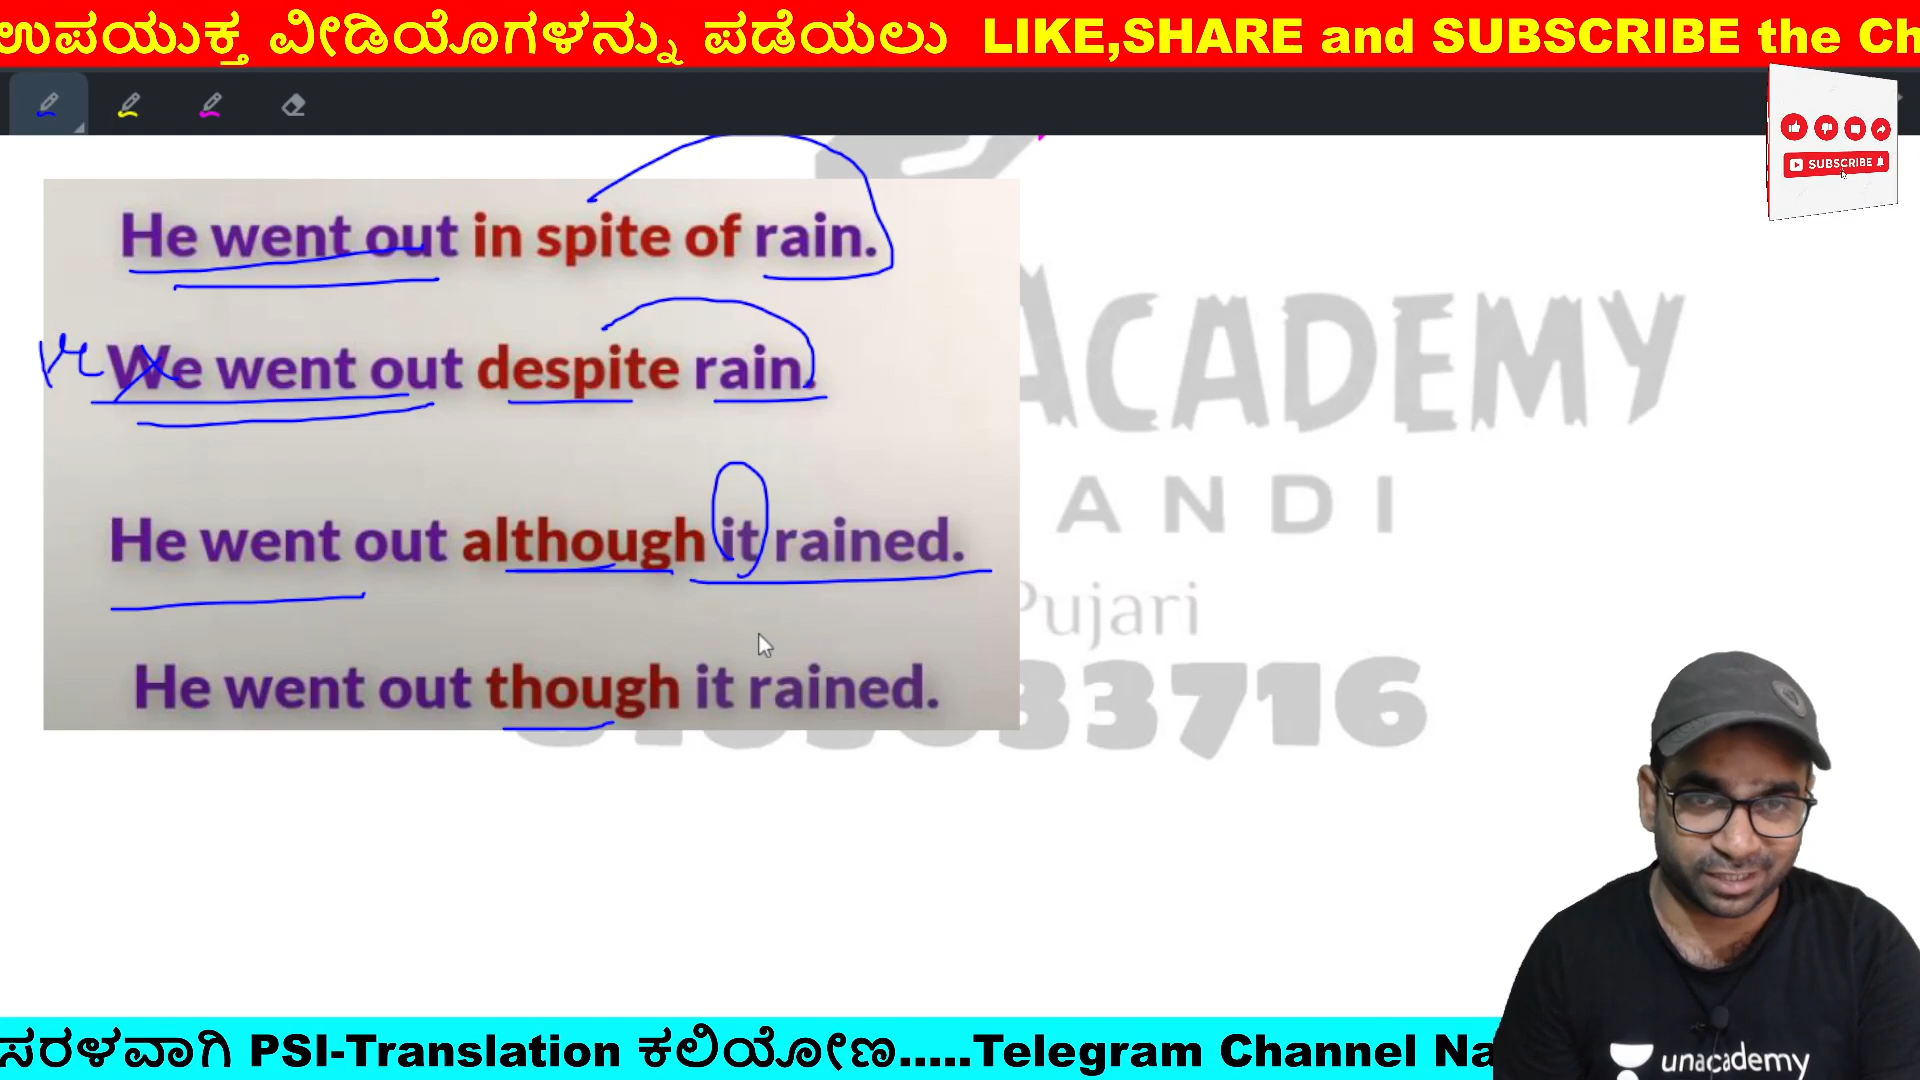 ಉಪಯುಕ್ತ ವೀಡಿಯೊಗಳನ್ನು ಪಡೆಯಲು LIKE,SHARE and SUBSCRIBE the Ch
SUBSCRIBE
He went out in spite of rain.
We went out despite rain.
ACADEMY
ANDI
He went out although it rained.
Pujari
He went out though it rained.
83716
unacademy
ಸರಳವಾಗಿ PSI-Translation ಕಲಿಯೋಣ.....Telegram Channel Na